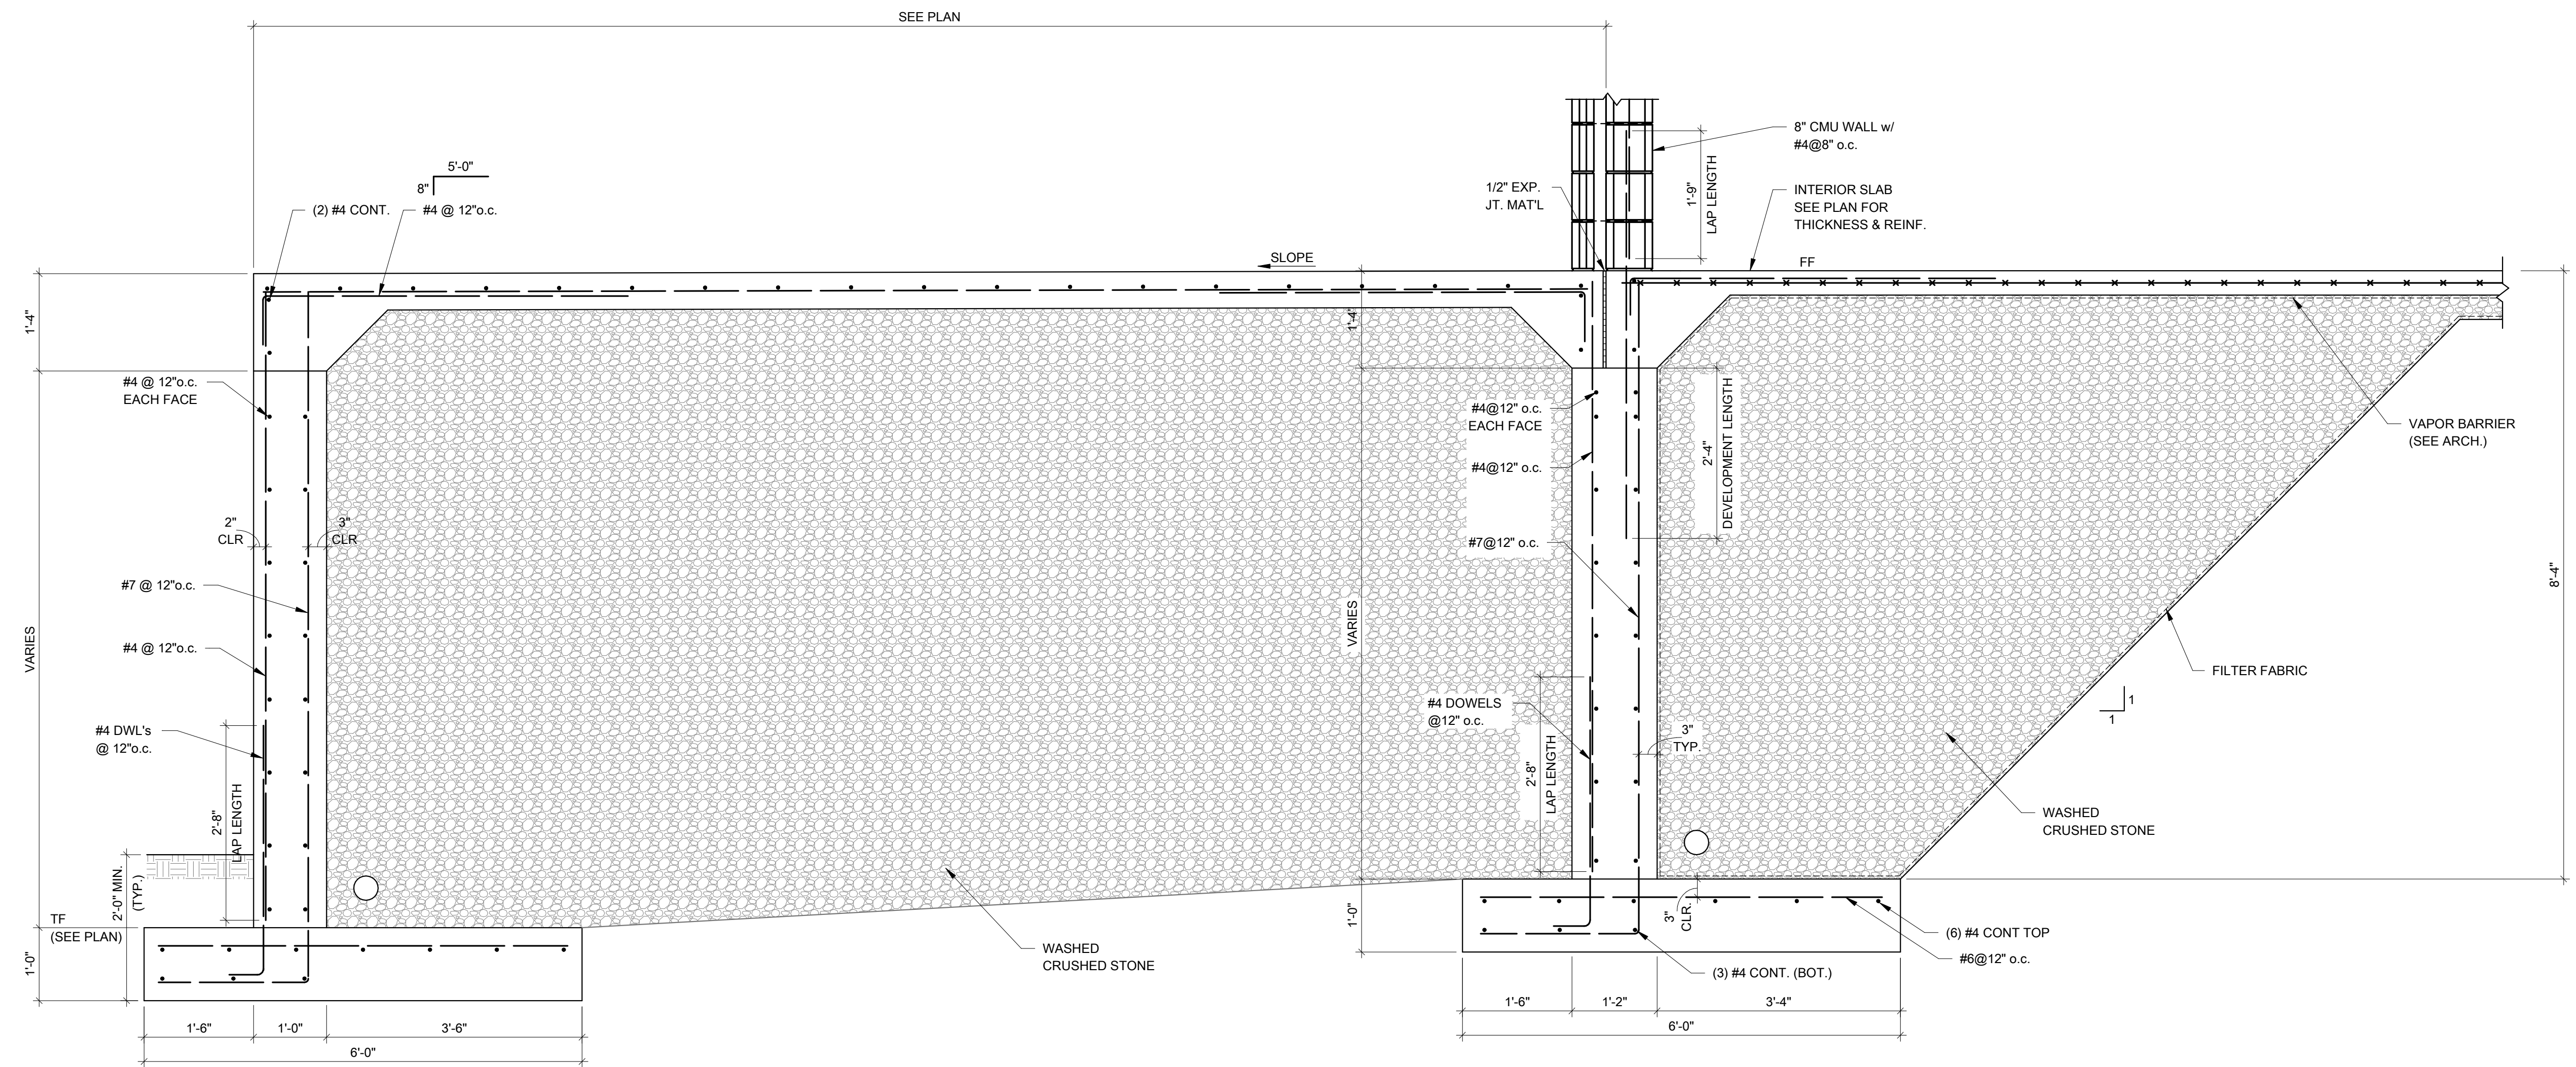 SEE PLAN
5'-0"
8"
(2) #4 CONT.
#4 @ 12"o.c.
SLOPE
1/2" EXP.
JT. MAT'L
8" CMU WALL w/
#4@8" o.c.
1'-9"
LAP LENGTH
INTERIOR SLAB
SEE PLAN FOR
THICKNESS & REINF.
FF
1'-4"
VARIES
1'-0"
#4 @ 12"o.c.
EACH FACE
2"
CLR
3"
CLR
#7 @ 12"o.c.
#4 @ 12"o.c.
#4 DWL's
@ 12"o.c.
2'-8"
LAP LENGTH
2'-0" MIN.
(TYP.)
TF
(SEE PLAN)
1'-6"
1'-0"
3'-6"
6'-0"
WASHED
CRUSHED STONE
1'-4"
VARIES
1'-0"
#4@12" o.c.
EACH FACE
#4@12" o.c.
#7@12" o.c.
2'-4"
DEVELOPMENT LENGTH
#4 DOWELS
@12" o.c.
2'-8"
LAP LENGTH
3"
TYP.
3"
CLR.
VAPOR BARRIER
(SEE ARCH.)
8'-4"
FILTER FABRIC
1
1
WASHED
CRUSHED STONE
(6) #4 CONT TOP
#6@12" o.c.
(3) #4 CONT. (BOT.)
1'-6"
1'-2"
3'-4"
6'-0"